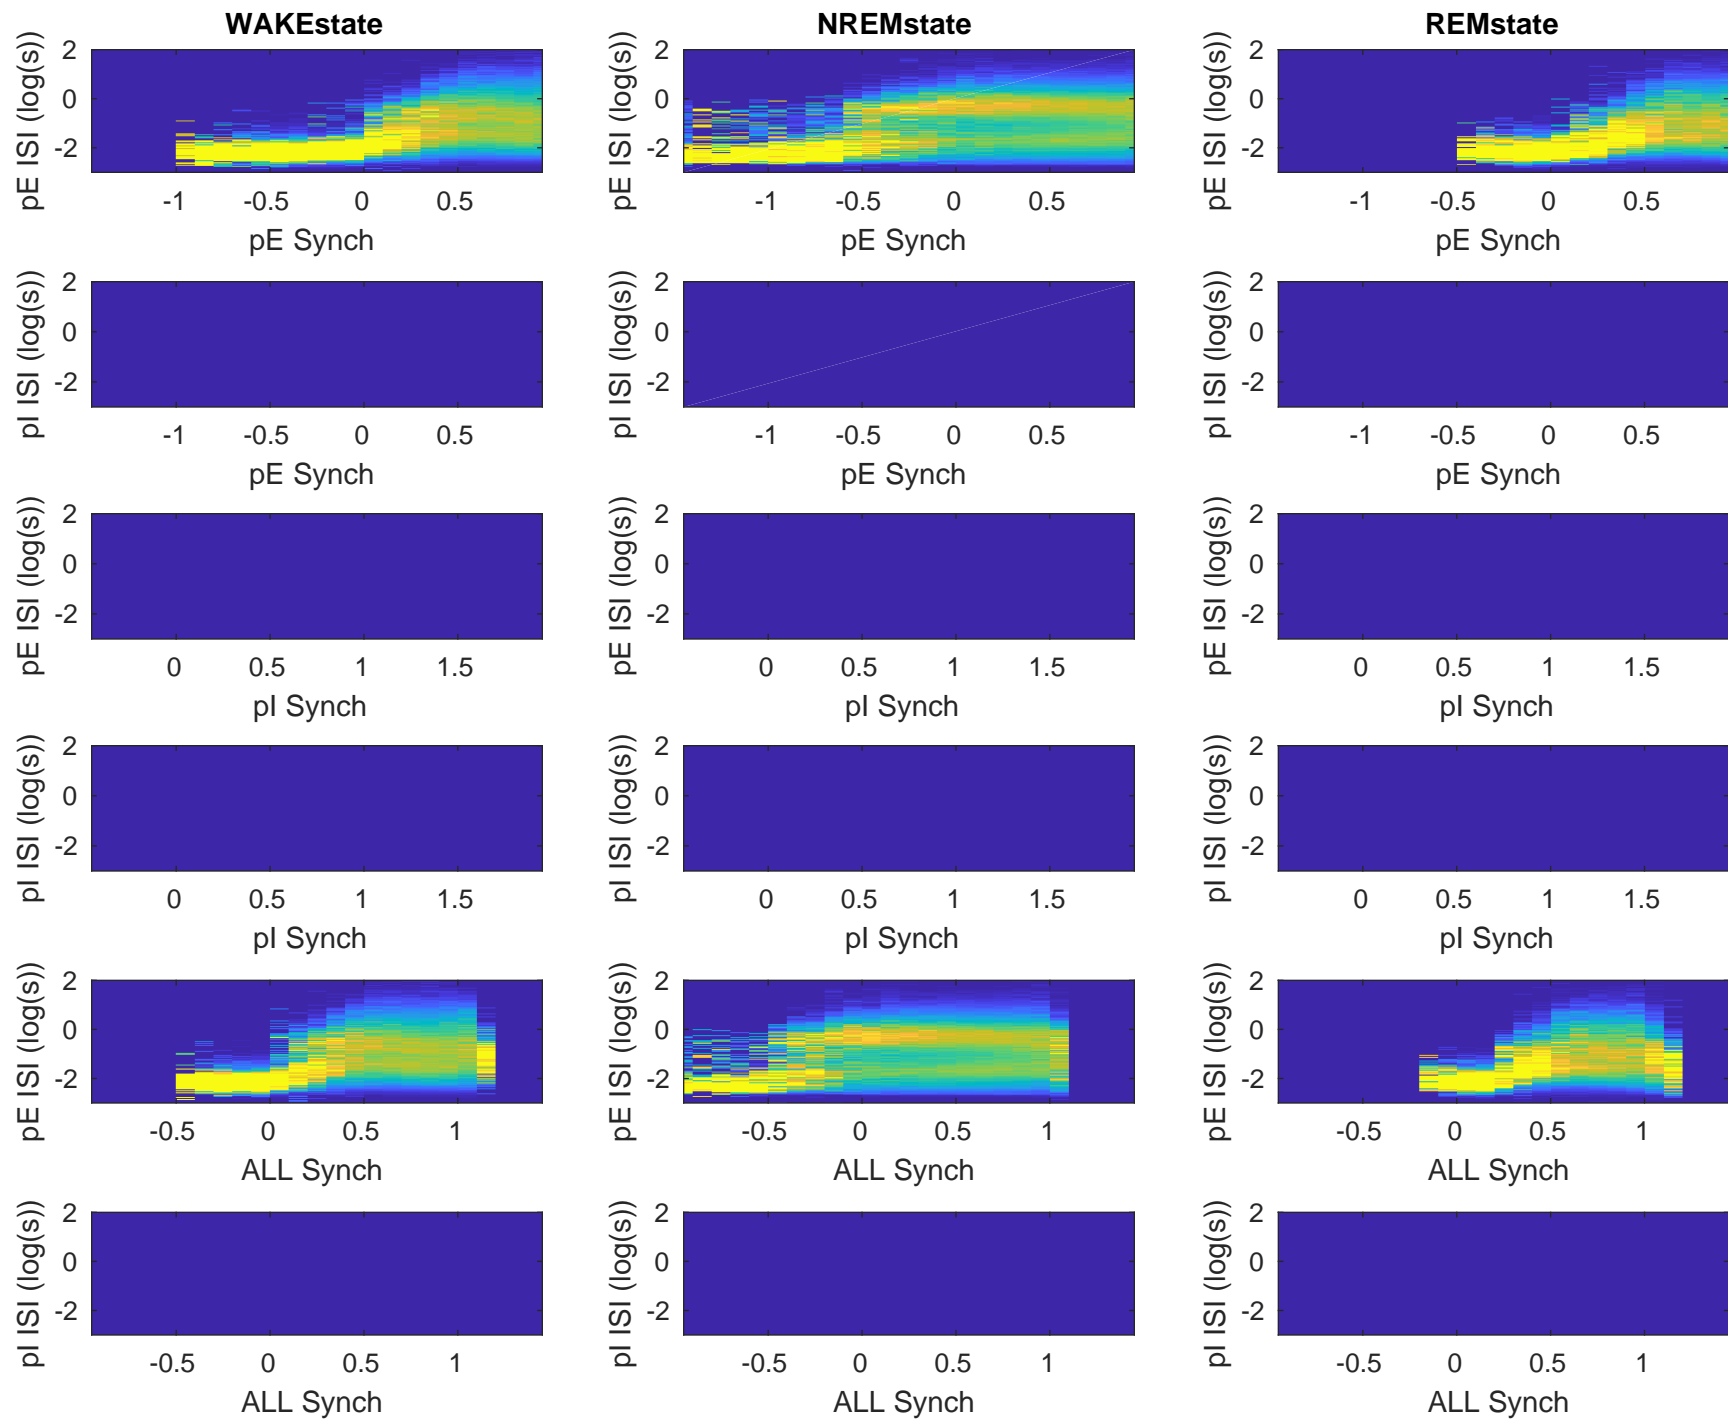 WAKEstate NREMstate REMstate
pE ISI (log(s)) 2 0 -2 pE ISI (log(s)) 2 0 -2 pE ISI (log(s)) 2 0 -2
-1 -0.5 0 0.5 -1 -0.5 0 0.5 -1 -0.5 0 0.5
pE Synch pE Synch pE Synch
pI ISI (log(s)) 2 0 -2 pI ISI (log(s)) 2 0 -2 pI ISI (log(s)) 2 0 -2
-1 -0.5 0 0.5 -1 -0.5 0 0.5 -1 -0.5 0 0.5
pE Synch pE Synch pE Synch
pE ISI (log(s)) 2 0 -2 pE ISI (log(s)) 2 0 -2 pE ISI (log(s)) 2 0 -2
0 0.5 1 1.5 0 0.5 1 1.5 0 0.5 1 1.5
pI Synch pI Synch pI Synch
pI ISI (log(s)) 2 0 -2 pI ISI (log(s)) 2 0 -2 pI ISI (log(s)) 2 0 -2
0 0.5 1 1.5 0 0.5 1 1.5 0 0.5 1 1.5
pI Synch pI Synch pI Synch
pE ISI (log(s)) 2 0 -2 pE ISI (log(s)) 2 0 -2 pE ISI (log(s)) 2 0 -2
-0.5 0 0.5 1 -0.5 0 0.5 1 -0.5 0 0.5 1
ALL Synch ALL Synch ALL Synch
pI ISI (log(s)) 2 0 -2 pI ISI (log(s)) 2 0 -2 pI ISI (log(s)) 2 0 -2
-0.5 0 0.5 1 -0.5 0 0.5 1 -0.5 0 0.5 1
ALL Synch ALL Synch ALL Synch